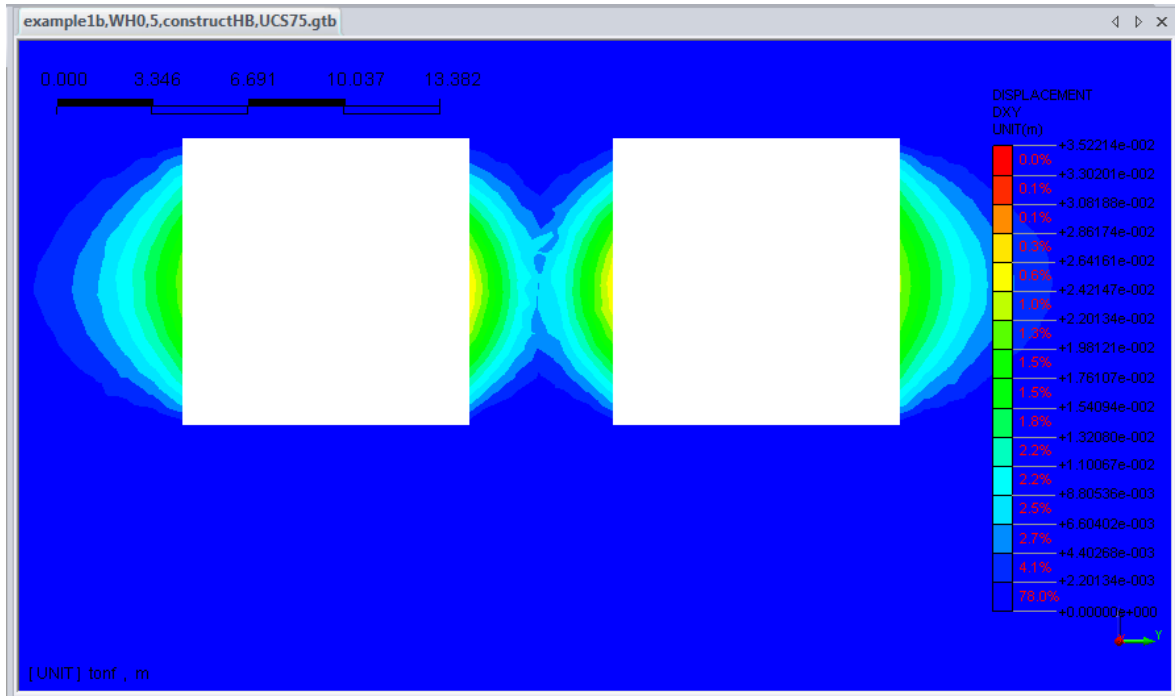 example1b,WH0,5,constructHB,UCS75.gtb
0.000 3.346 6.691 10.037 13.382
DISPLACEMENT
DXY
UNIT(m)
+3.52214e-002
0.0%
+3.30201e-002
0.1%
+3.08188e-002
0.1%
+2.86174e-002
0.3%
+2.64161e-002
0.6%
+2.42147e-002
1.0%
+2.20134e-002
1.3%
+1.98121e-002
1.5%
+1.76107e-002
1.5%
+1.54094e-002
1.8%
+1.32080e-002
2.2%
+1.10067e-002
2.2%
+8.80536e-003
2.5%
+6.60402e-003
2.7%
+4.40268e-003
4.1%
+2.20134e-003
78.0%
+0.00000e+000
Y
[UNIT] tonf , m